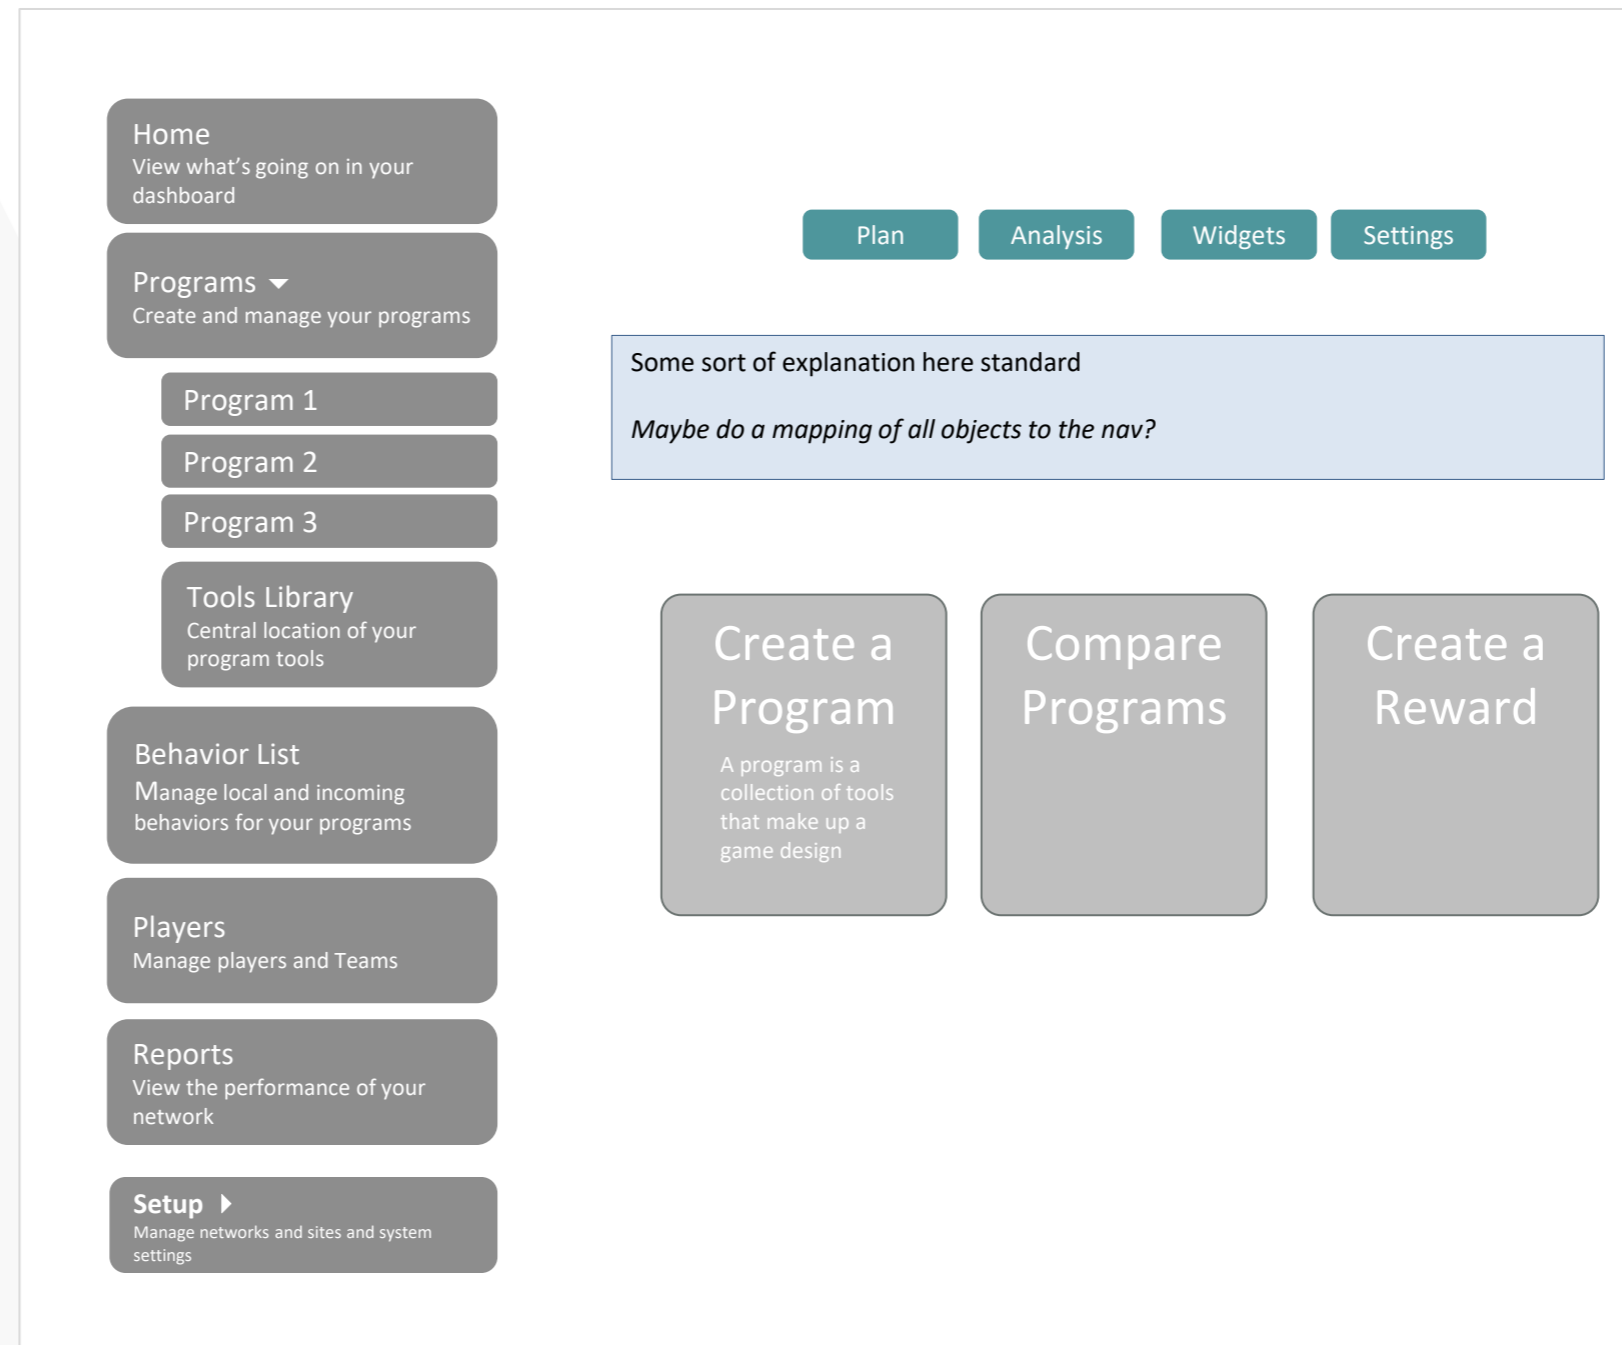 Home
View what's going on in your
dashboard
Programs
Create and manage your programs
Program 1
Program 2
Program 3
Tools Library
Central location of your
program tools
Behavior List
Manage local and incoming
behaviors for your programs
Players
Manage players and Teams
Reports
View the performance of your
network
Setup
Manage networks and sites and system
settings
Plan
Analysis
Widgets
Settings
Some sort of explanation here standard
Maybe do a mapping of all objects to the nav?
Create a
Program
A program is a
collection of tools
that make up a
game design
Compare
Programs
Create a
Reward